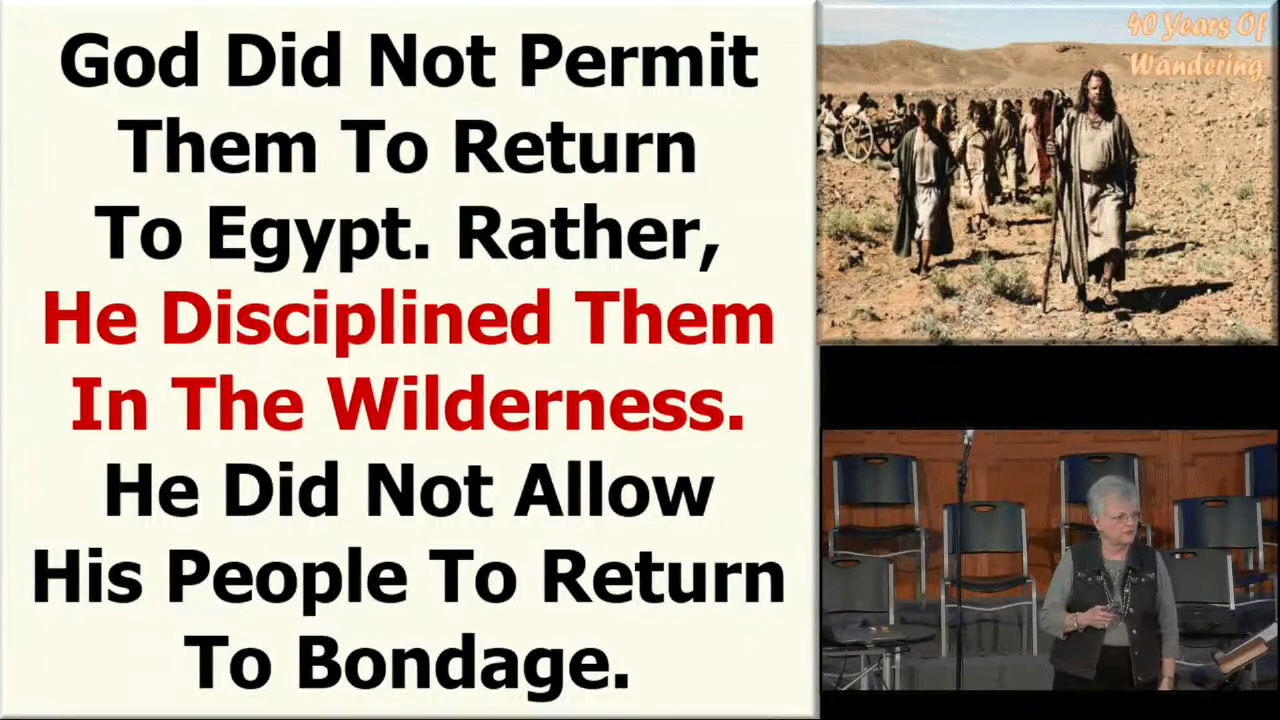 God Did Not Permit
Them To Return
To Egypt. Rather,
He Disciplined Them
In The Wilderness.
He Did Not Allow
His People To Return
To Bondage.
40 Years Of
Wandering